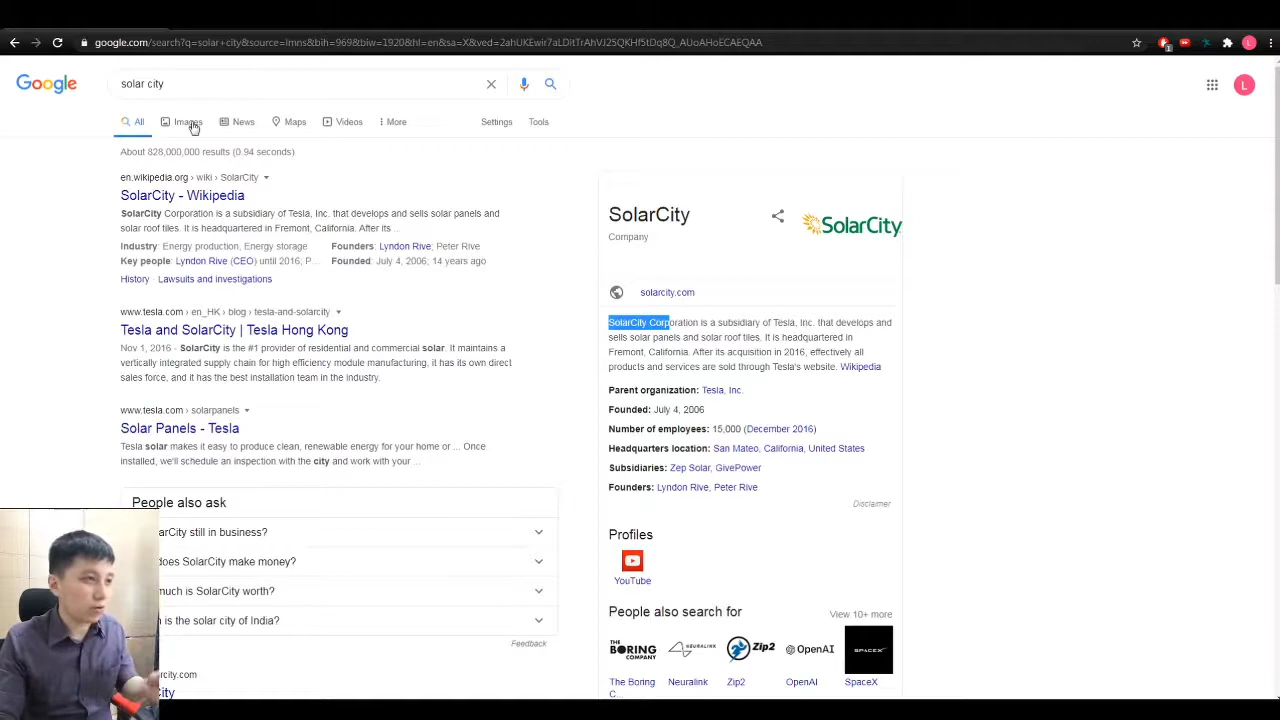 google.com/search?q=solar+city&source=lmns&bih=969&biw=1920&hl=en&sa=X&ved=2ahUKEwir7aLDitTrAhVJ25QKHf5tDq8Q_AUoAHoECAEQAA
1
L
Google
solar city
L
All Images News Maps Videos More Settings Tools
About 828,000,000 results (0.94 seconds)
en.wikipedia.org › wiki › SolarCity
SolarCity - Wikipedia
SolarCity Corporation is a subsidiary of Tesla, Inc. that develops and sells solar panels and
solar roof tiles. It is headquartered in Fremont, California. After its ...
Industry: Energy production, Energy storage Founders: Lyndon Rive; Peter Rive
Key people: Lyndon Rive (CEO) until 2016; P... Founded: July 4, 2006; 14 years ago
History · Lawsuits and investigations
www.tesla.com › en_HK › blog › tesla-and-solarcity
Tesla and SolarCity | Tesla Hong Kong
Nov 1, 2016 - SolarCity is the #1 provider of residential and commercial solar. It maintains a
vertically integrated supply chain for high efficiency module manufacturing, it has its own direct
sales force, and it has the best installation team in the industry.
www.tesla.com › solarpanels
Solar Panels - Tesla
Tesla solar makes it easy to produce clean, renewable energy for your home or ... Once
installed, we'll schedule an inspection with the city and work with your ...
People also ask
arCity still in business?
does SolarCity make money?
much is SolarCity worth?
is the solar city of India?
Feedback
SolarCity
Company
SolarCity
solarcity.com
SolarCity Corporation is a subsidiary of Tesla, Inc. that develops and
sells solar panels and solar roof tiles. It is headquartered in
Fremont, California. After its acquisition in 2016, effectively all
products and services are sold through Tesla's website. Wikipedia
Parent organization: Tesla, Inc.
Founded: July 4, 2006
Number of employees: 15,000 (December 2016)
Headquarters location: San Mateo, California, United States
Subsidiaries: Zep Solar, GivePower
Founders: Lyndon Rive, Peter Rive
Disclaimer
Profiles
YouTube
People also search for View 10+ more
THE BORING COMPANY NEURALINK Zip2 OpenAI SPACEX
The Boring C... Neuralink Zip2 OpenAI SpaceX